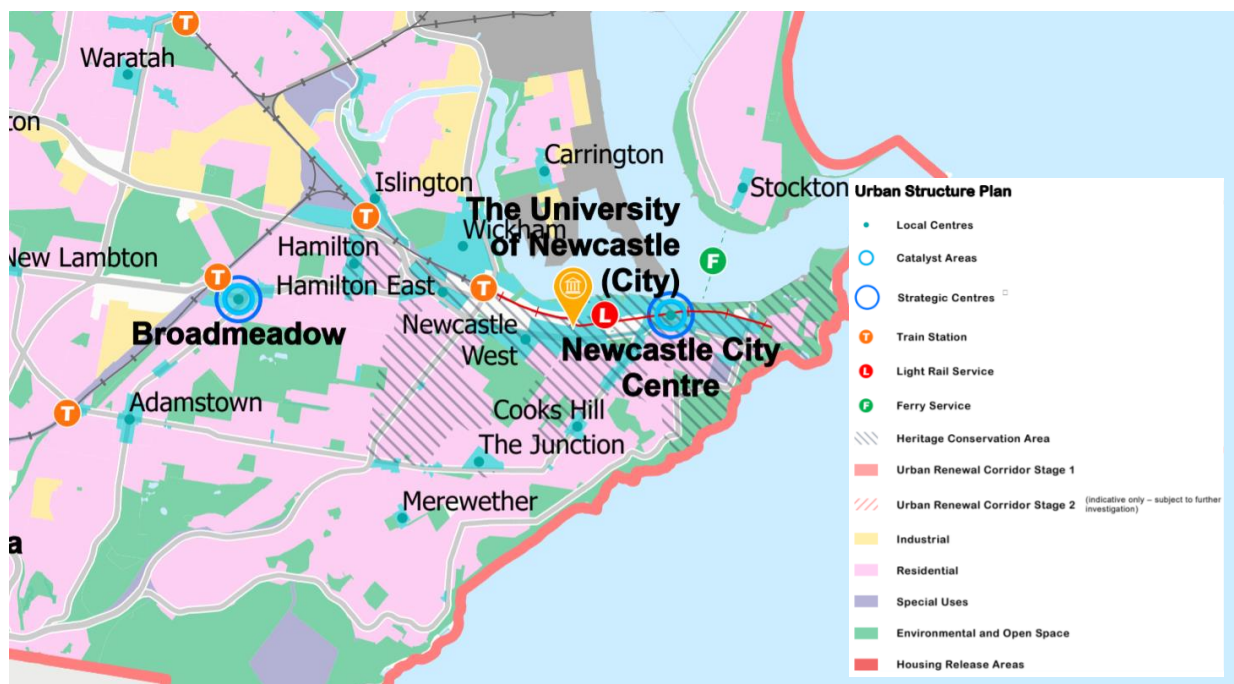 T
Waratah
ton
Carrington
Islington
Stockton
T
The University
of Newcastle
(City)
Wickham
Hamilton
F
New Lambton
T
Hamilton East
T
L
Broadmeadow
Newcastle
West
Newcastle City
Centre
T
Adamstown
Cooks Hill
The Junction
Merewether
a
Urban Structure Plan
Local Centres
Catalyst Areas
Strategic Centres
T Train Station
L Light Rail Service
F Ferry Service
Heritage Conservation Area
Urban Renewal Corridor Stage 1
Urban Renewal Corridor Stage 2 (indicative only – subject to further
investigation)
Industrial
Residential
Special Uses
Environmental and Open Space
Housing Release Areas